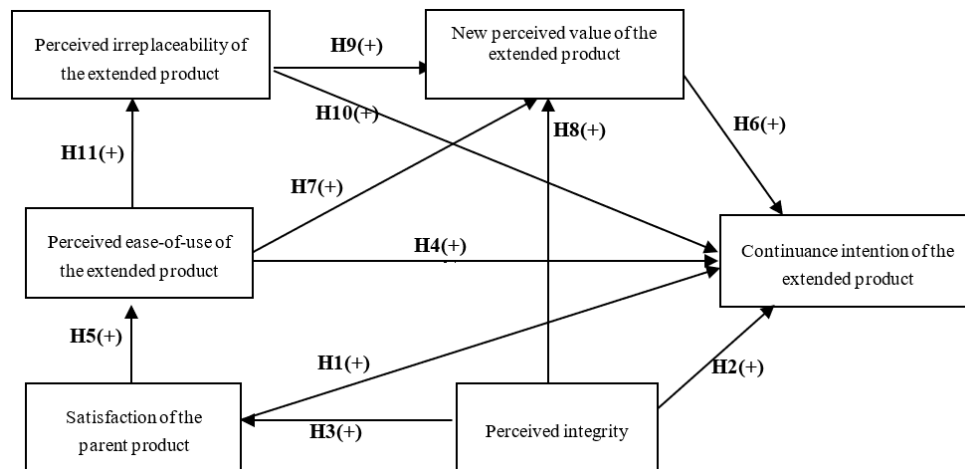 Perceived irreplaceability of
the extended product
H9(+)
New perceived value of the
extended product
H10(+)
H8(+)
H6(+)
H11(+)
H7(+)
Perceived ease-of-use of
the extended product
H4(+)
Continuance intention of the
extended product
H5(+)
H1(+)
H2(+)
Satisfaction of the
parent product
H3(+)
Perceived integrity